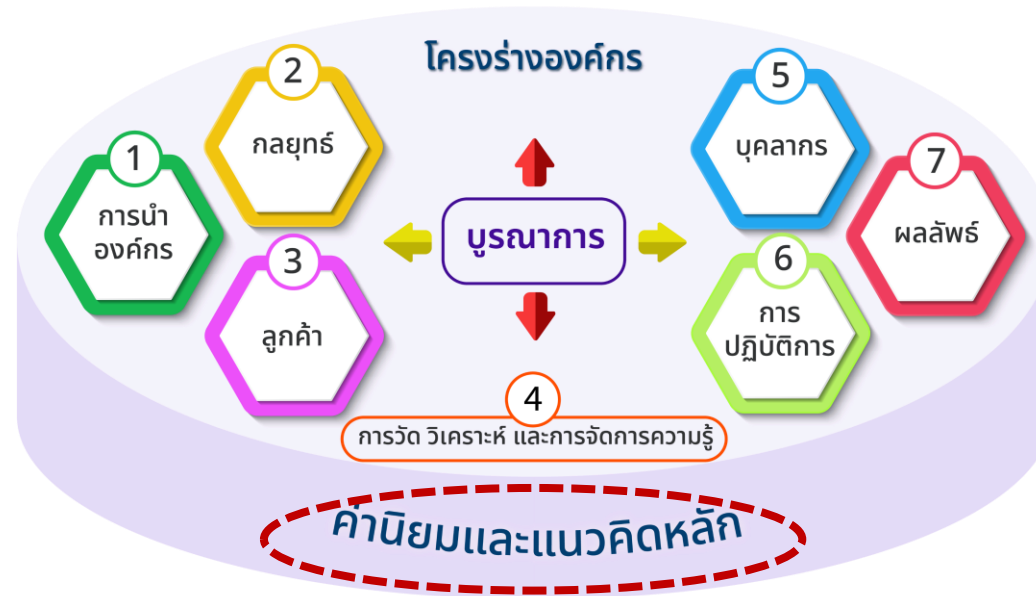 โครงร่างองค์กร
1
การนำ
องค์กร
2
กลยุทธ์
3
ลูกค้า
บูรณาการ
4
การวัด วิเคราะห์ และการจัดการความรู้
5
บุคลากร
6
การ
ปฏิบัติการ
7
ผลลัพธ์
ค่านิยมและแนวคิดหลัก